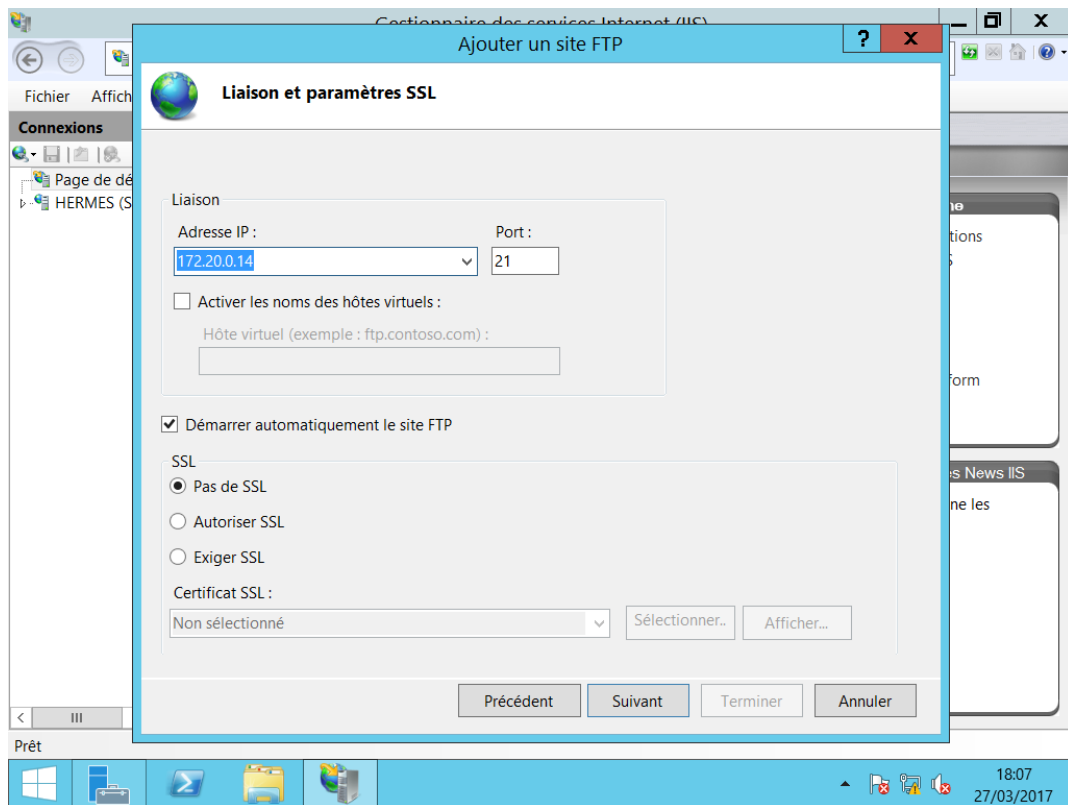 Gestionnaire des services Internet (IIS)
Ajouter un site FTP
? X
X
Fichier Affich
Liaison et paramètres SSL
Connexions
Page de dé
HERMES (S
Liaison
Adresse IP :
Port :
172.20.0.14
21
Activer les noms des hôtes virtuels :
Hôte virtuel (exemple : ftp.contoso.com) :
Démarrer automatiquement le site FTP
SSL
Pas de SSL
Autoriser SSL
Exiger SSL
Certificat SSL :
Non sélectionné
Sélectionner..
Afficher...
Précédent
Suivant
Terminer
Annuler
ne
tions
form
s News IIS
ne les
Prêt
18:07
27/03/2017